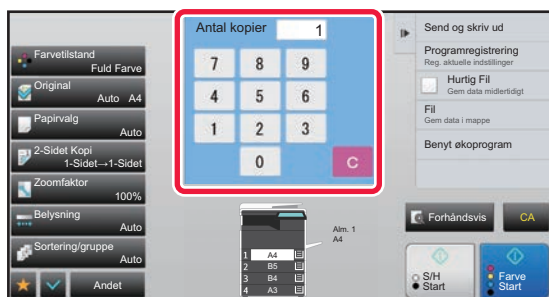 Farvetilstand
Fuld Farve
Original
Auto A4
Papirvalg
Auto
2-Sidet Kopi
1-Sidet→1-Sidet
Zoomfaktor
100%
Belysning
Auto
Sortering/gruppe
Auto
Andet
Antal kopier 1
7 8 9
4 5 6
1 2 3
0 C
Alm. 1
A4
1 A4
2 B5
3 B4
4 A3
Send og skriv ud
Programregistrering
Reg. aktuelle indstillinger
Hurtig Fil
Gem data midlertidigt
Fil
Gem data i mappe
Benyt økoprogram
Forhåndsvis CA
S/H
Start
Farve
Start